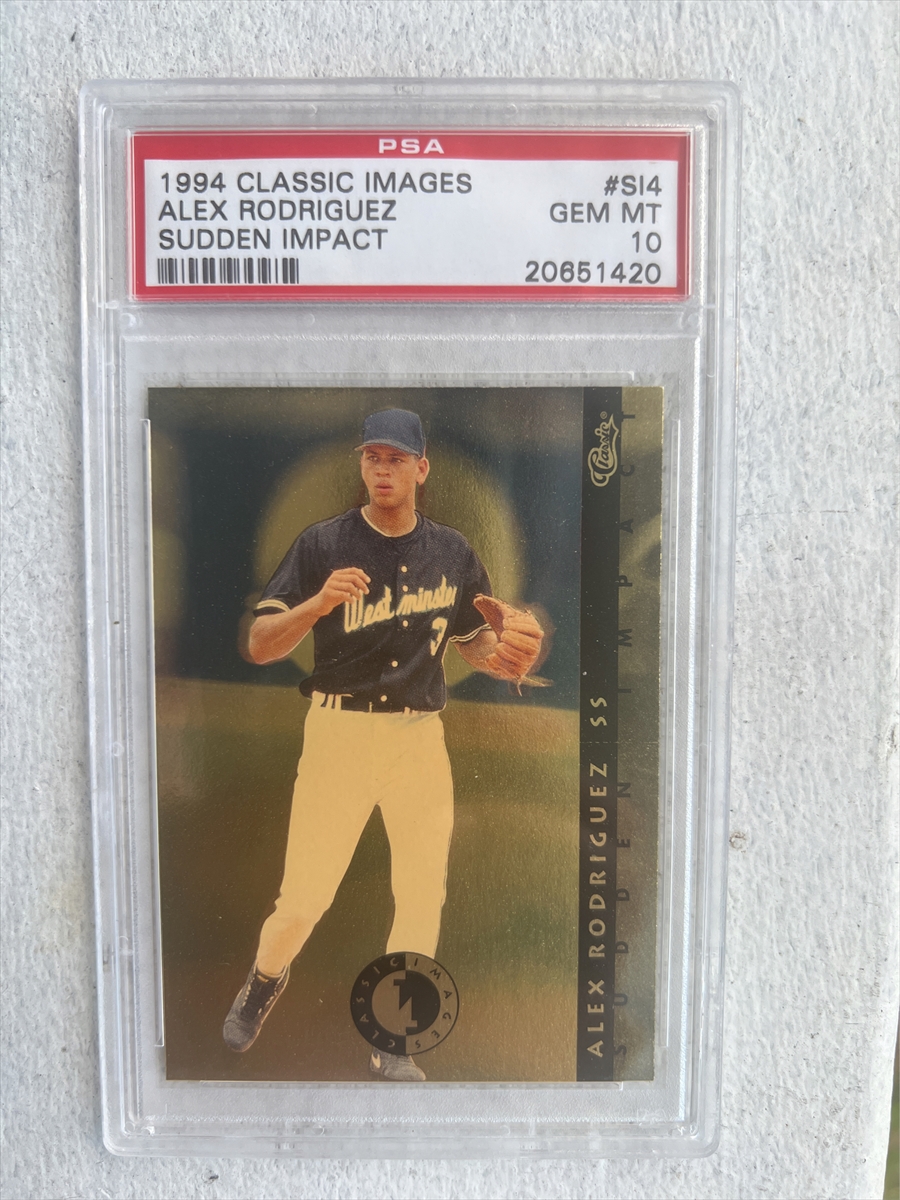 PSA
1994 CLASSIC IMAGES #SI4
ALEX RODRIGUEZ GEM MT
SUDDEN IMPACT 10
20651420
Classic®
Westminster
3
ALEX RODRIGUEZ SS
SUDDEN IMPACT
CLASSIC IMAGES